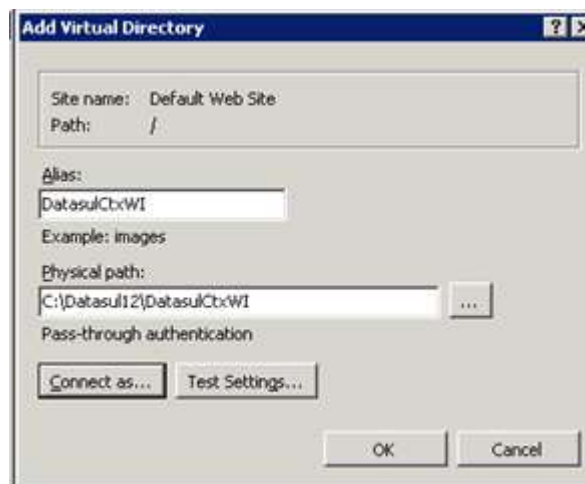 Add Virtual Directory
Site name: Default Web Site
Path: /
Alias:
DatasulCtxWI
Example: images
Physical path:
C:\Datasul12\DatasulCtxWI
...
Pass-through authentication
Connect as... Test Settings...
OK Cancel